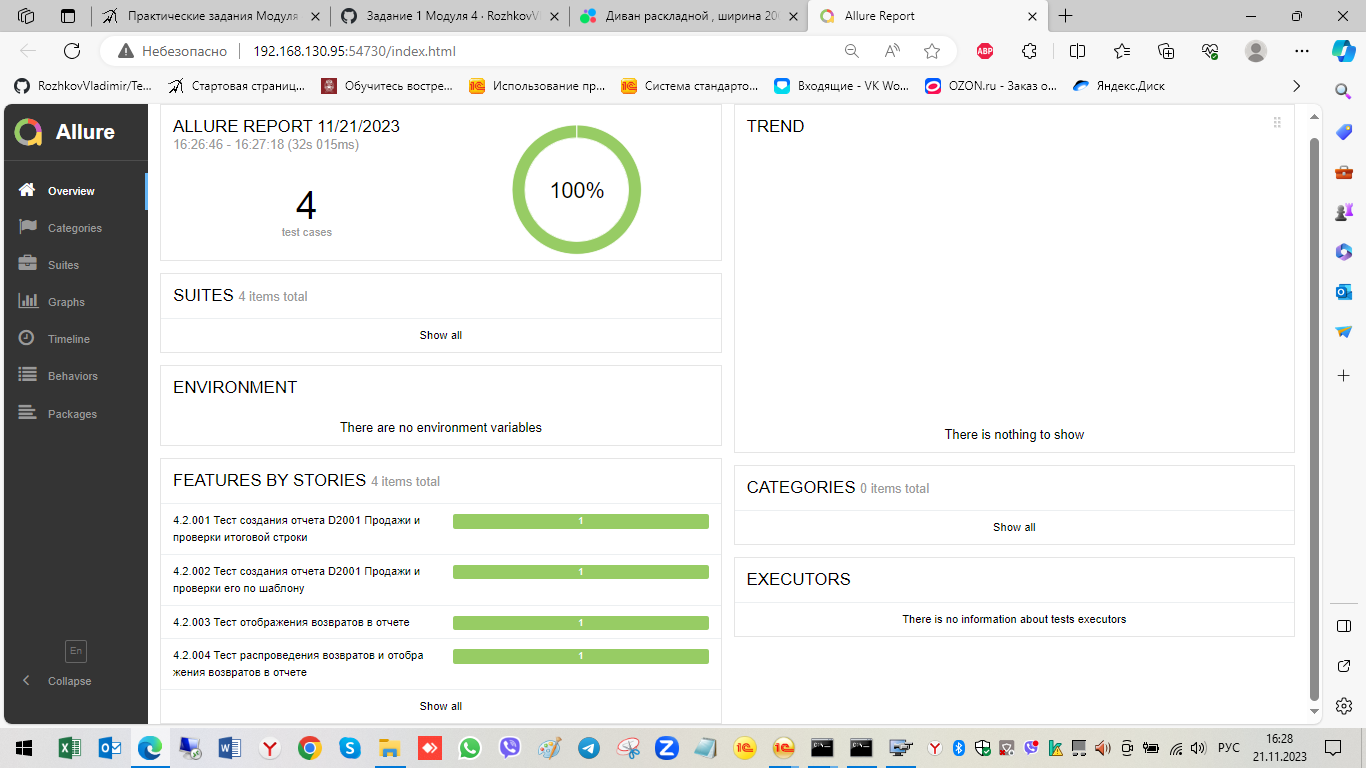 Практические задания Модуля
Задание 1 Модуля 4 · RozhkovVl
Диван раскладной , ширина 200
Allure Report
Небезопасно
192.168.130.95:54730/index.html
ABP
RozhkovVladimir/Te...
Стартовая страниц...
Обучитесь востре...
Использование пр...
Система стандарто...
Входящие - VK Wo...
OZON.ru - Заказ о...
Яндекс.Диск
Allure
Overview
Categories
Suites
Graphs
Timeline
Behaviors
Packages
En
Collapse
ALLURE REPORT 11/21/2023
16:26:46 - 16:27:18 (32s 015ms)
4
test cases
100%
SUITES 4 items total
Show all
ENVIRONMENT
There are no environment variables
FEATURES BY STORIES 4 items total
4.2.001 Тест создания отчета D2001 Продажи и
проверки итоговой строки
1
4.2.002 Тест создания отчета D2001 Продажи и
проверки его по шаблону
1
4.2.003 Тест отображения возвратов в отчете
1
4.2.004 Тест распроведения возвратов и отобра
жения возвратов в отчете
1
Show all
TREND
There is nothing to show
CATEGORIES 0 items total
Show all
EXECUTORS
There is no information about tests executors
РУС
16:28
21.11.2023